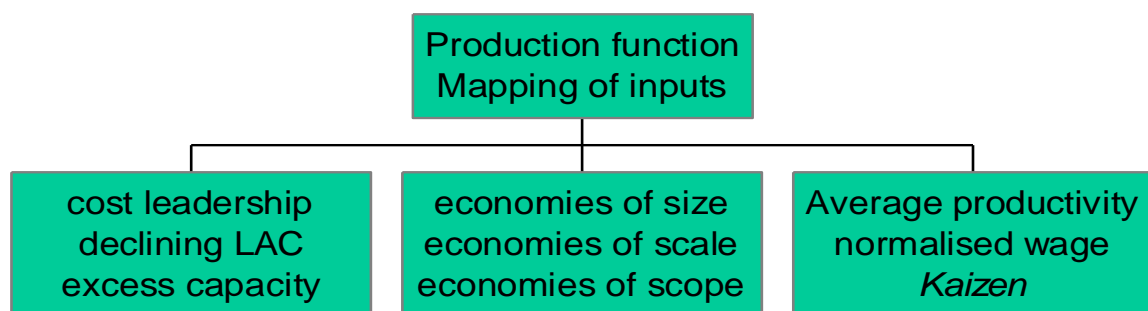 Production function
Mapping of inputs
cost leadership
declining LAC
excess capacity
economies of size
economies of scale
economies of scope
Average productivity
normalised wage
Kaizen